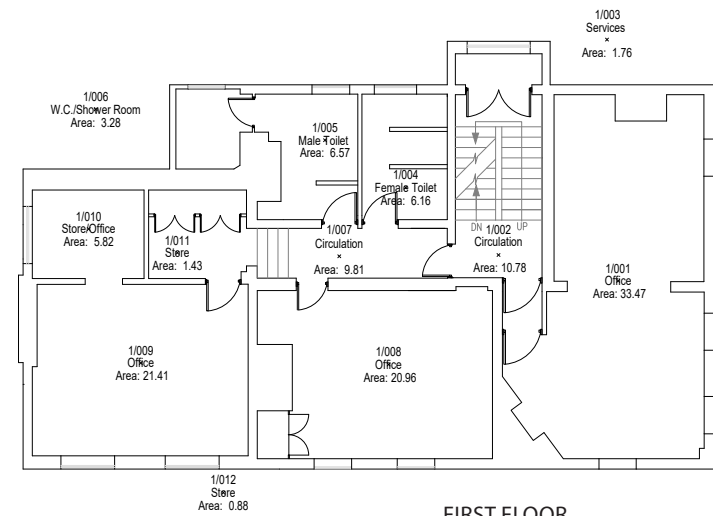 1/003
Services
Area: 1.76
1/006
W.C./Shower Room
Area: 3.28
1/005
Male Toilet
Area: 6.57
1/004
Female Toilet
Area: 6.16
1/010
Store/Office
Area: 5.82
1/011
Store
Area: 1.43
1/007
Circulation
Area: 9.81
DN
UP
1/002
Circulation
Area: 10.78
1/001
Office
Area: 33.47
1/009
Office
Area: 21.41
1/008
Office
Area: 20.96
1/012
Store
Area: 0.88
FIRST FLOOR